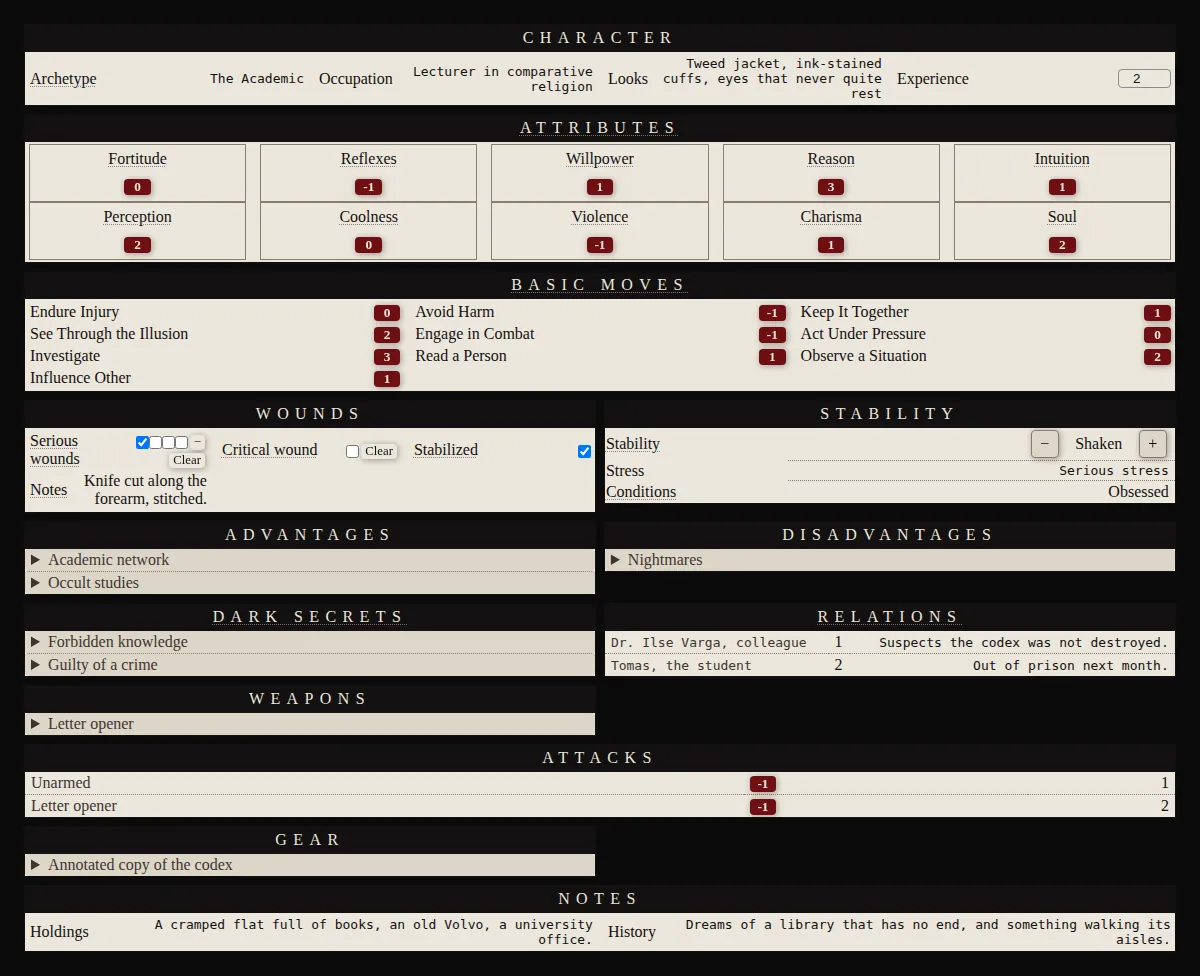 CHARACTER
Archetype The Academic Occupation Lecturer in comparative religion Looks Tweed jacket, ink-stained cuffs, eyes that never quite rest Experience 2
ATTRIBUTES
Fortitude Reflexes Willpower Reason Intuition
0 -1 1 3 1
Perception Coolness Violence Charisma Soul
2 0 -1 1 2
BASIC MOVES
Endure Injury 0 Avoid Harm -1 Keep It Together 1
See Through the Illusion 2 Engage in Combat -1 Act Under Pressure 0
Investigate 3 Read a Person 1 Observe a Situation 2
Influence Other 1
WOUNDS
Serious wounds − Clear Critical wound Clear Stabilized
Notes Knife cut along the forearm, stitched.
STABILITY
Stability − Shaken +
Stress Serious stress
Conditions Obsessed
ADVANTAGES
Academic network
Occult studies
DISADVANTAGES
Nightmares
DARK SECRETS
Forbidden knowledge
Guilty of a crime
RELATIONS
Dr. Ilse Varga, colleague 1 Suspects the codex was not destroyed.
Tomas, the student 2 Out of prison next month.
WEAPONS
Letter opener
ATTACKS
Unarmed -1 1
Letter opener -1 2
GEAR
Annotated copy of the codex
NOTES
Holdings A cramped flat full of books, an old Volvo, a university office. History Dreams of a library that has no end, and something walking its aisles.